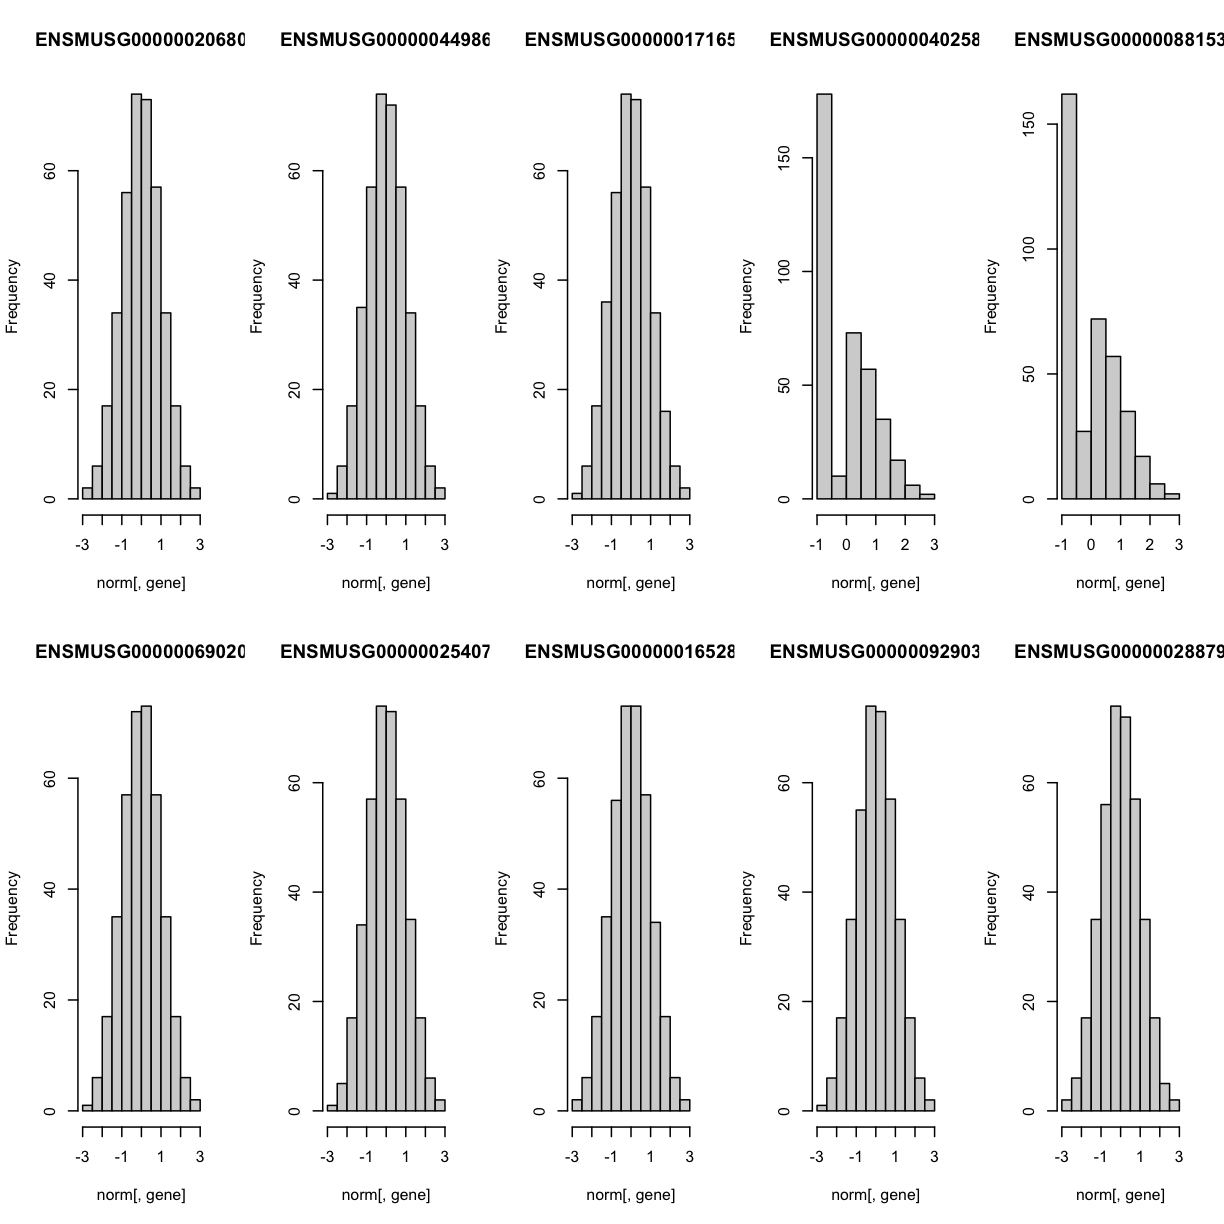 ENSMUSG00000020680 ENSMUSG00000044986 ENSMUSG00000017165 ENSMUSG00000040258 ENSMUSG00000088153
Frequency Frequency Frequency Frequency Frequency
0 20 40 60
0 20 40 60
0 20 40 60
0 50 100 150
0 50 100 150
-3 -1 1 3 -3 -1 1 3 -3 -1 1 3 -1 0 1 2 3 -1 0 1 2 3
norm[, gene] norm[, gene] norm[, gene] norm[, gene] norm[, gene]
ENSMUSG00000069020 ENSMUSG00000025407 ENSMUSG00000016528 ENSMUSG00000092903 ENSMUSG00000028879
Frequency Frequency Frequency Frequency Frequency
0 20 40 60
0 20 40 60
0 20 40 60
0 20 40 60
0 20 40 60
-3 -1 1 3 -3 -1 1 3 -3 -1 1 3 -3 -1 1 3 -3 -1 1 3
norm[, gene] norm[, gene] norm[, gene] norm[, gene] norm[, gene]